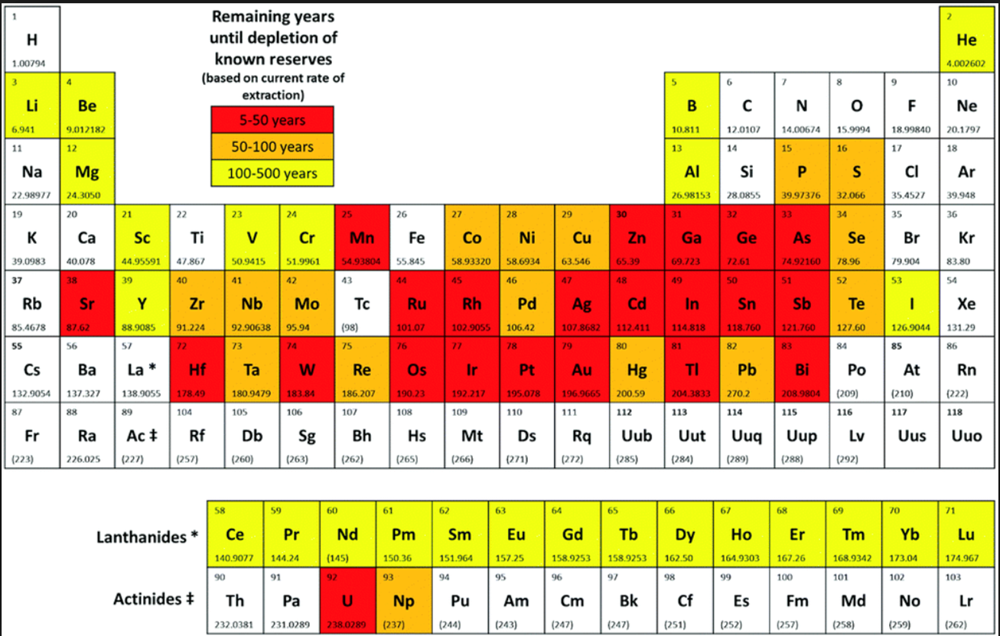 Remaining years
until depletion of
known reserves
(based on current rate of
extraction)
5-50 years
50-100 years
100-500 years
1 2
H He
1.00794 4.002602
3 4 5 6 7 8 9 10
Li Be B C N O F Ne
6.941 9.012182 10.811 12.0107 14.00674 15.9994 18.99840 20.1797
11 12 13 14 15 16 17 18
Na Mg Al Si P S Cl Ar
22.98977 24.3050 26.98153 28.0855 39.97376 32.066 35.4527 39.948
19 20 21 22 23 24 25 26 27 28 29 30 31 32 33 34 35 36
K Ca Sc Ti V Cr Mn Fe Co Ni Cu Zn Ga Ge As Se Br Kr
39.0983 40.078 44.95591 47.867 50.9415 51.9961 54.93804 55.845 58.93320 58.6934 63.546 65.39 69.723 72.61 74.92160 78.96 79.904 83.80
37 38 39 40 41 42 43 44 45 46 47 48 49 50 51 52 53 54
Rb Sr Y Zr Nb Mo Tc Ru Rh Pd Ag Cd In Sn Sb Te I Xe
85.4678 87.62 88.9085 91.224 92.90638 95.94 (98) 101.07 102.9055 106.42 107.8682 112.411 114.818 118.760 121.760 127.60 126.9044 131.29
55 56 57 72 73 74 75 76 77 78 79 80 81 82 83 84 85 86
Cs Ba La * Hf Ta W Re Os Ir Pt Au Hg Tl Pb Bi Po At Rn
132.9054 137.327 138.9055 178.49 180.9479 183.84 186.207 190.23 192.217 195.078 196.9665 200.59 204.3833 270.2 208.9804 (209) (210) (222)
87 88 89 104 105 106 107 108 109 110 111 112 113 114 115 116 117 118
Fr Ra Ac ‡ Rf Db Sg Bh Hs Mt Ds Rq Uub Uut Uuq Uup Lv Uus Uuo
(223) 226.025 (227) (257) (260) (263) (262) (265) (266) (271) (272) (285) (284) (289) (288) (292)
58 59 60 61 62 63 64 65 66 67 68 69 70 71
Lanthanides * Ce Pr Nd Pm Sm Eu Gd Tb Dy Ho Er Tm Yb Lu
140.9077 144.24 (145) 150.36 151.964 157.25 158.9253 158.9253 162.50 164.9303 167.26 168.9342 173.04 174.967
90 91 92 93 94 95 96 97 98 99 100 101 102 103
Actinides ‡ Th Pa U Np Pu Am Cm Bk Cf Es Fm Md No Lr
232.0381 231.0289 238.0289 (237) (244) (243) (247) (247) (251) (252) (257) (258) (259) (262)